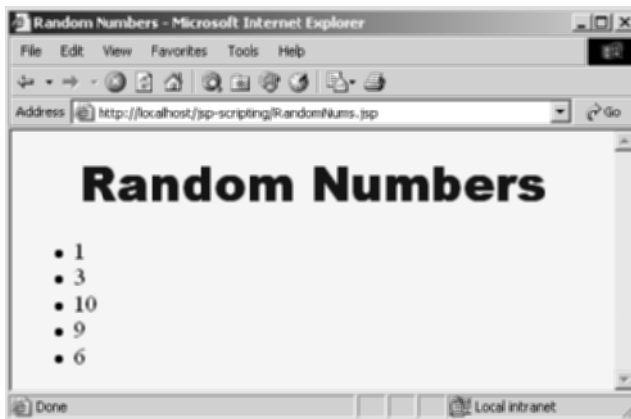 Random Numbers - Microsoft Internet Explorer
File Edit View Favorites Tools Help
Address http://localhost/jsp-scripting/RandomNums.jsp Go
Random Numbers
• 1
• 3
• 10
• 9
• 6
Done Local intranet